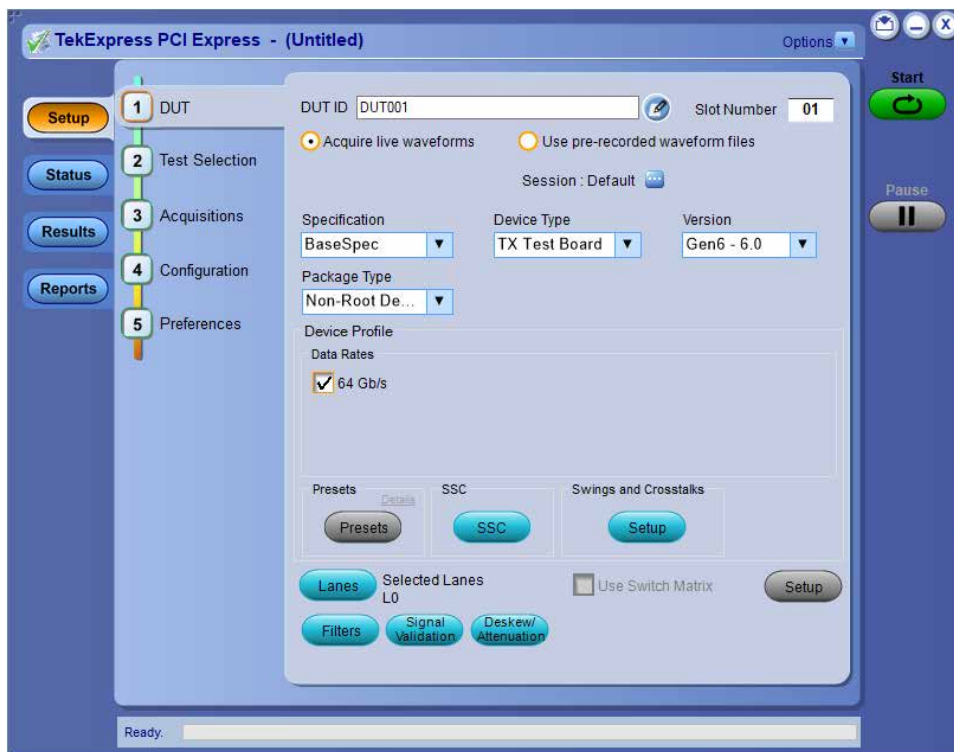 TekExpress PCI Express - (Untitled)
Options
X
Start
Pause
Setup
Status
Results
Reports
1 DUT
2 Test Selection
3 Acquisitions
4 Configuration
5 Preferences
DUT ID DUT001 Slot Number 01
Acquire live waveforms Use pre-recorded waveform files
Session : Default
Specification Device Type Version
BaseSpec TX Test Board Gen6 - 6.0
Package Type
Non-Root De...
Device Profile
Data Rates
64 Gb/s
Presets Details SSC Swings and Crosstalks
Presets SSC Setup
Lanes Selected Lanes
L0
Use Switch Matrix Setup
Filters Signal Validation Deskew/ Attenuation
Ready.